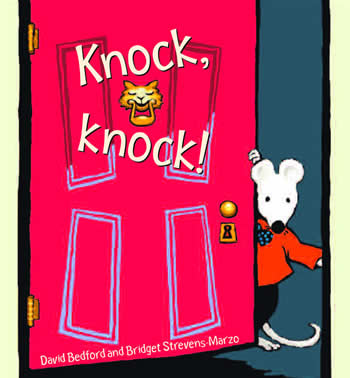 Knock,
knock!
David Bedford and Bridget Strevens-Marzo